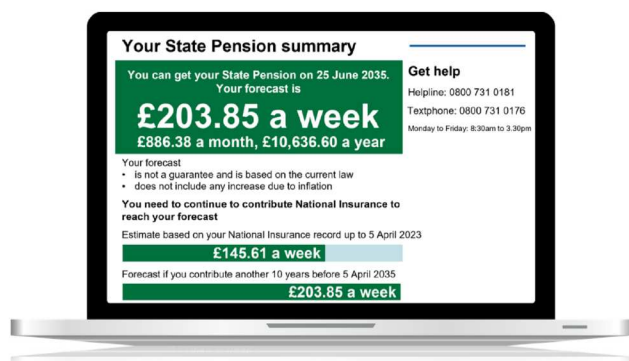 Your State Pension summary
You can get your State Pension on 25 June 2035.
Your forecast is
£203.85 a week
£886.38 a month, £10,636.60 a year
Your forecast
• is not a guarantee and is based on the current law
• does not include any increase due to inflation
You need to continue to contribute National Insurance to
reach your forecast
Estimate based on your National Insurance record up to 5 April 2023
£145.61 a week
Forecast if you contribute another 10 years before 5 April 2035
£203.85 a week
Get help
Helpline: 0800 731 0181
Textphone: 0800 731 0176
Monday to Friday: 8:30am to 3.30pm